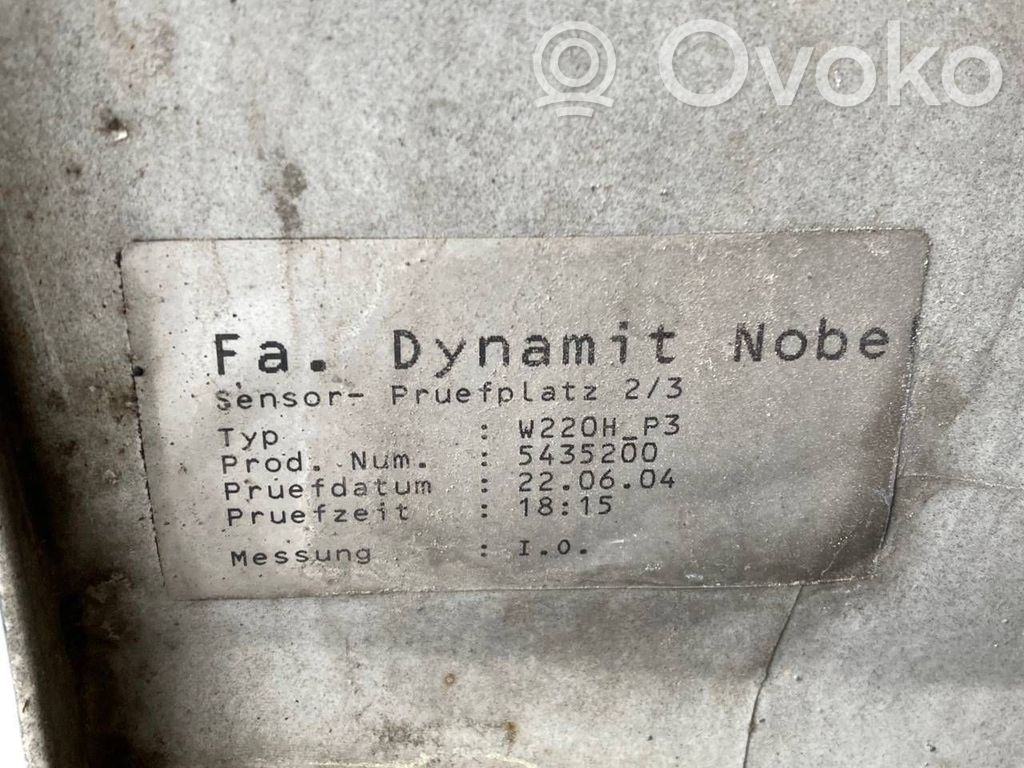 Ovoko
Fa. Dynamit Nobe
Sensor- Pruefplatz 2/3
Typ : W220H_P3
Prod. Num. : 5435200
Pruefdatum : 22.06.04
Pruefzeit : 18:15
Messung : I.O.